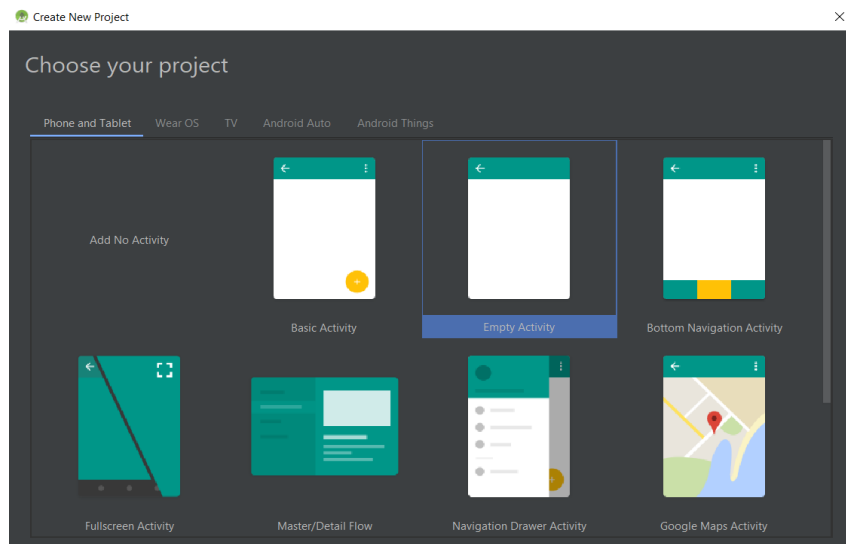 Create New Project
Choose your project
Phone and Tablet Wear OS TV Android Auto Android Things
Add No Activity
Basic Activity
Empty Activity
Bottom Navigation Activity
Fullscreen Activity
Master/Detail Flow
Navigation Drawer Activity
Google Maps Activity